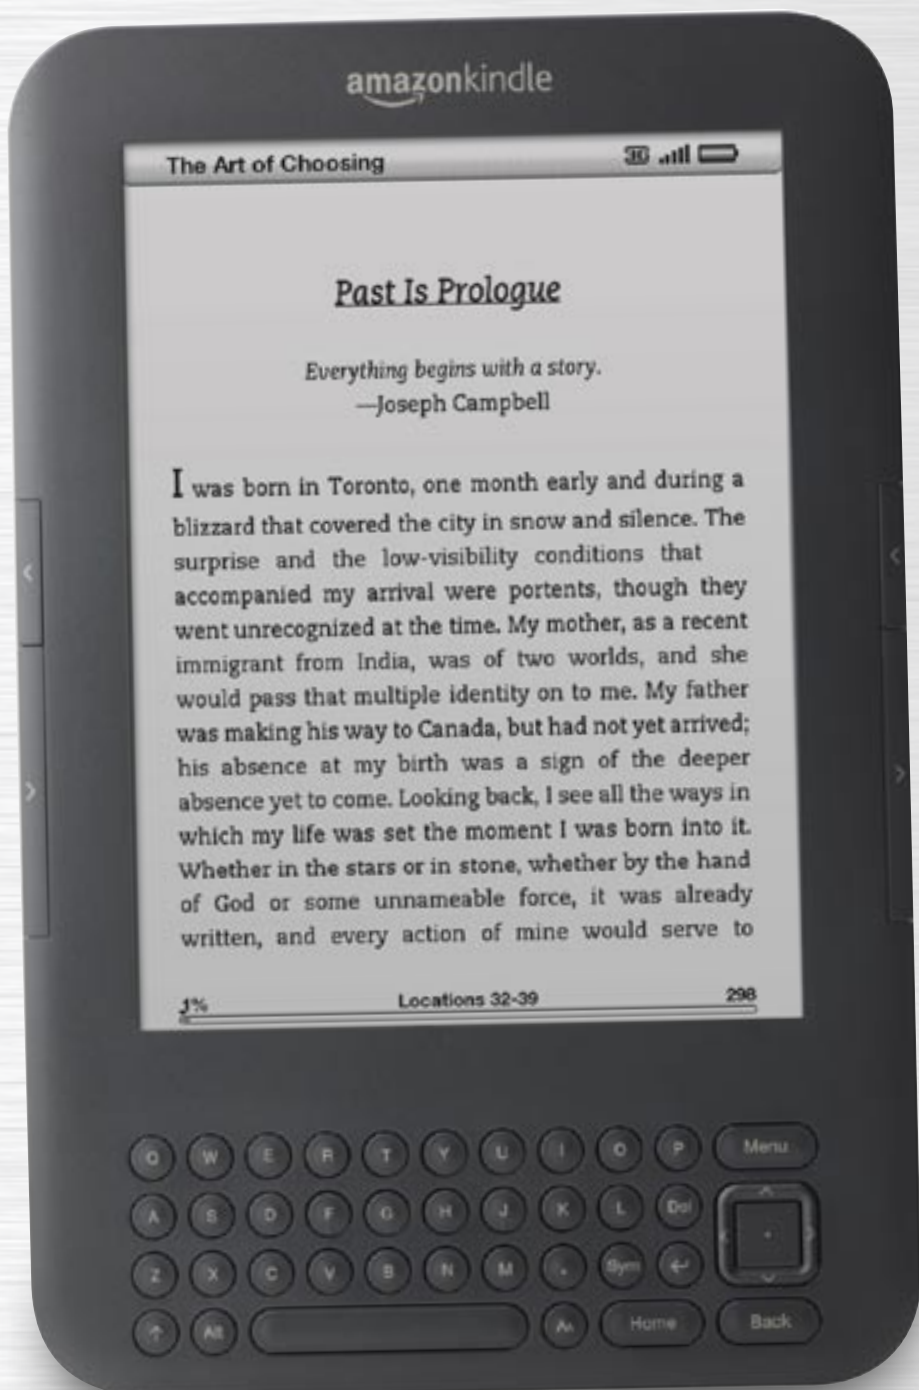 amazonkindle
The Art of Choosing
3G
Past Is Prologue
Everything begins with a story.
—Joseph Campbell
I was born in Toronto, one month early and during a
blizzard that covered the city in snow and silence. The
surprise and the low-visibility conditions that
accompanied my arrival were portents, though they
went unrecognized at the time. My mother, as a recent
immigrant from India, was of two worlds, and she
would pass that multiple identity on to me. My father
was making his way to Canada, but had not yet arrived;
his absence at my birth was a sign of the deeper
absence yet to come. Looking back, I see all the ways in
which my life was set the moment I was born into it.
Whether in the stars or in stone, whether by the hand
of God or some unnameable force, it was already
written, and every action of mine would serve to
1% Locations 32-39 298
Q W E R T Y U I O P Menu
A S D F G H J K L Del
Z X C V B N M . Sym
Alt Aa Home Back